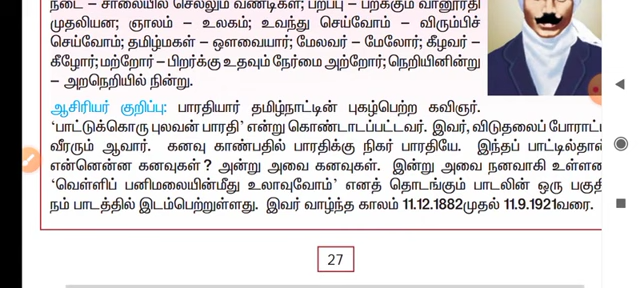 நடை – சாலையில் செல்லும் வண்டிகள்; பறப்பு – பறக்கும் வானூர்தி
முதலியன; ஞாலம் – உலகம்; உவந்து செய்வோம் – விரும்பிச்
செய்வோம்; தமிழ்மகள் – ஔவையார்; மேலவர் – மேலோர்; கீழவர் –
கீழோர்; மற்றோர் – பிறர்க்கு உதவும் நேர்மை அற்றோர்; நெறியினின்று
– அறநெறியில் நின்று.
ஆசிரியர் குறிப்பு: பாரதியார் தமிழ்நாட்டின் புகழ்பெற்ற கவிஞர்.
‘பாட்டுக்கொரு புலவன் பாரதி’ என்று கொண்டாடப்பட்டவர். இவர், விடுதலைப் போராட்ட
வீரரும் ஆவார். கனவு காண்பதில் பாரதிக்கு நிகர் பாரதியே. இந்தப் பாட்டில்தான்
என்னென்ன கனவுகள் ? அன்று அவை கனவுகள். இன்று அவை நனவாகி உள்ளன
‘வெள்ளிப் பனிமலையின்மீது உலாவுவோம்’ எனத் தொடங்கும் பாடலின் ஒரு பகுதி
நம் பாடத்தில் இடம்பெற்றுள்ளது. இவர் வாழ்ந்த காலம் 11.12.1882முதல் 11.9.1921வரை.
27